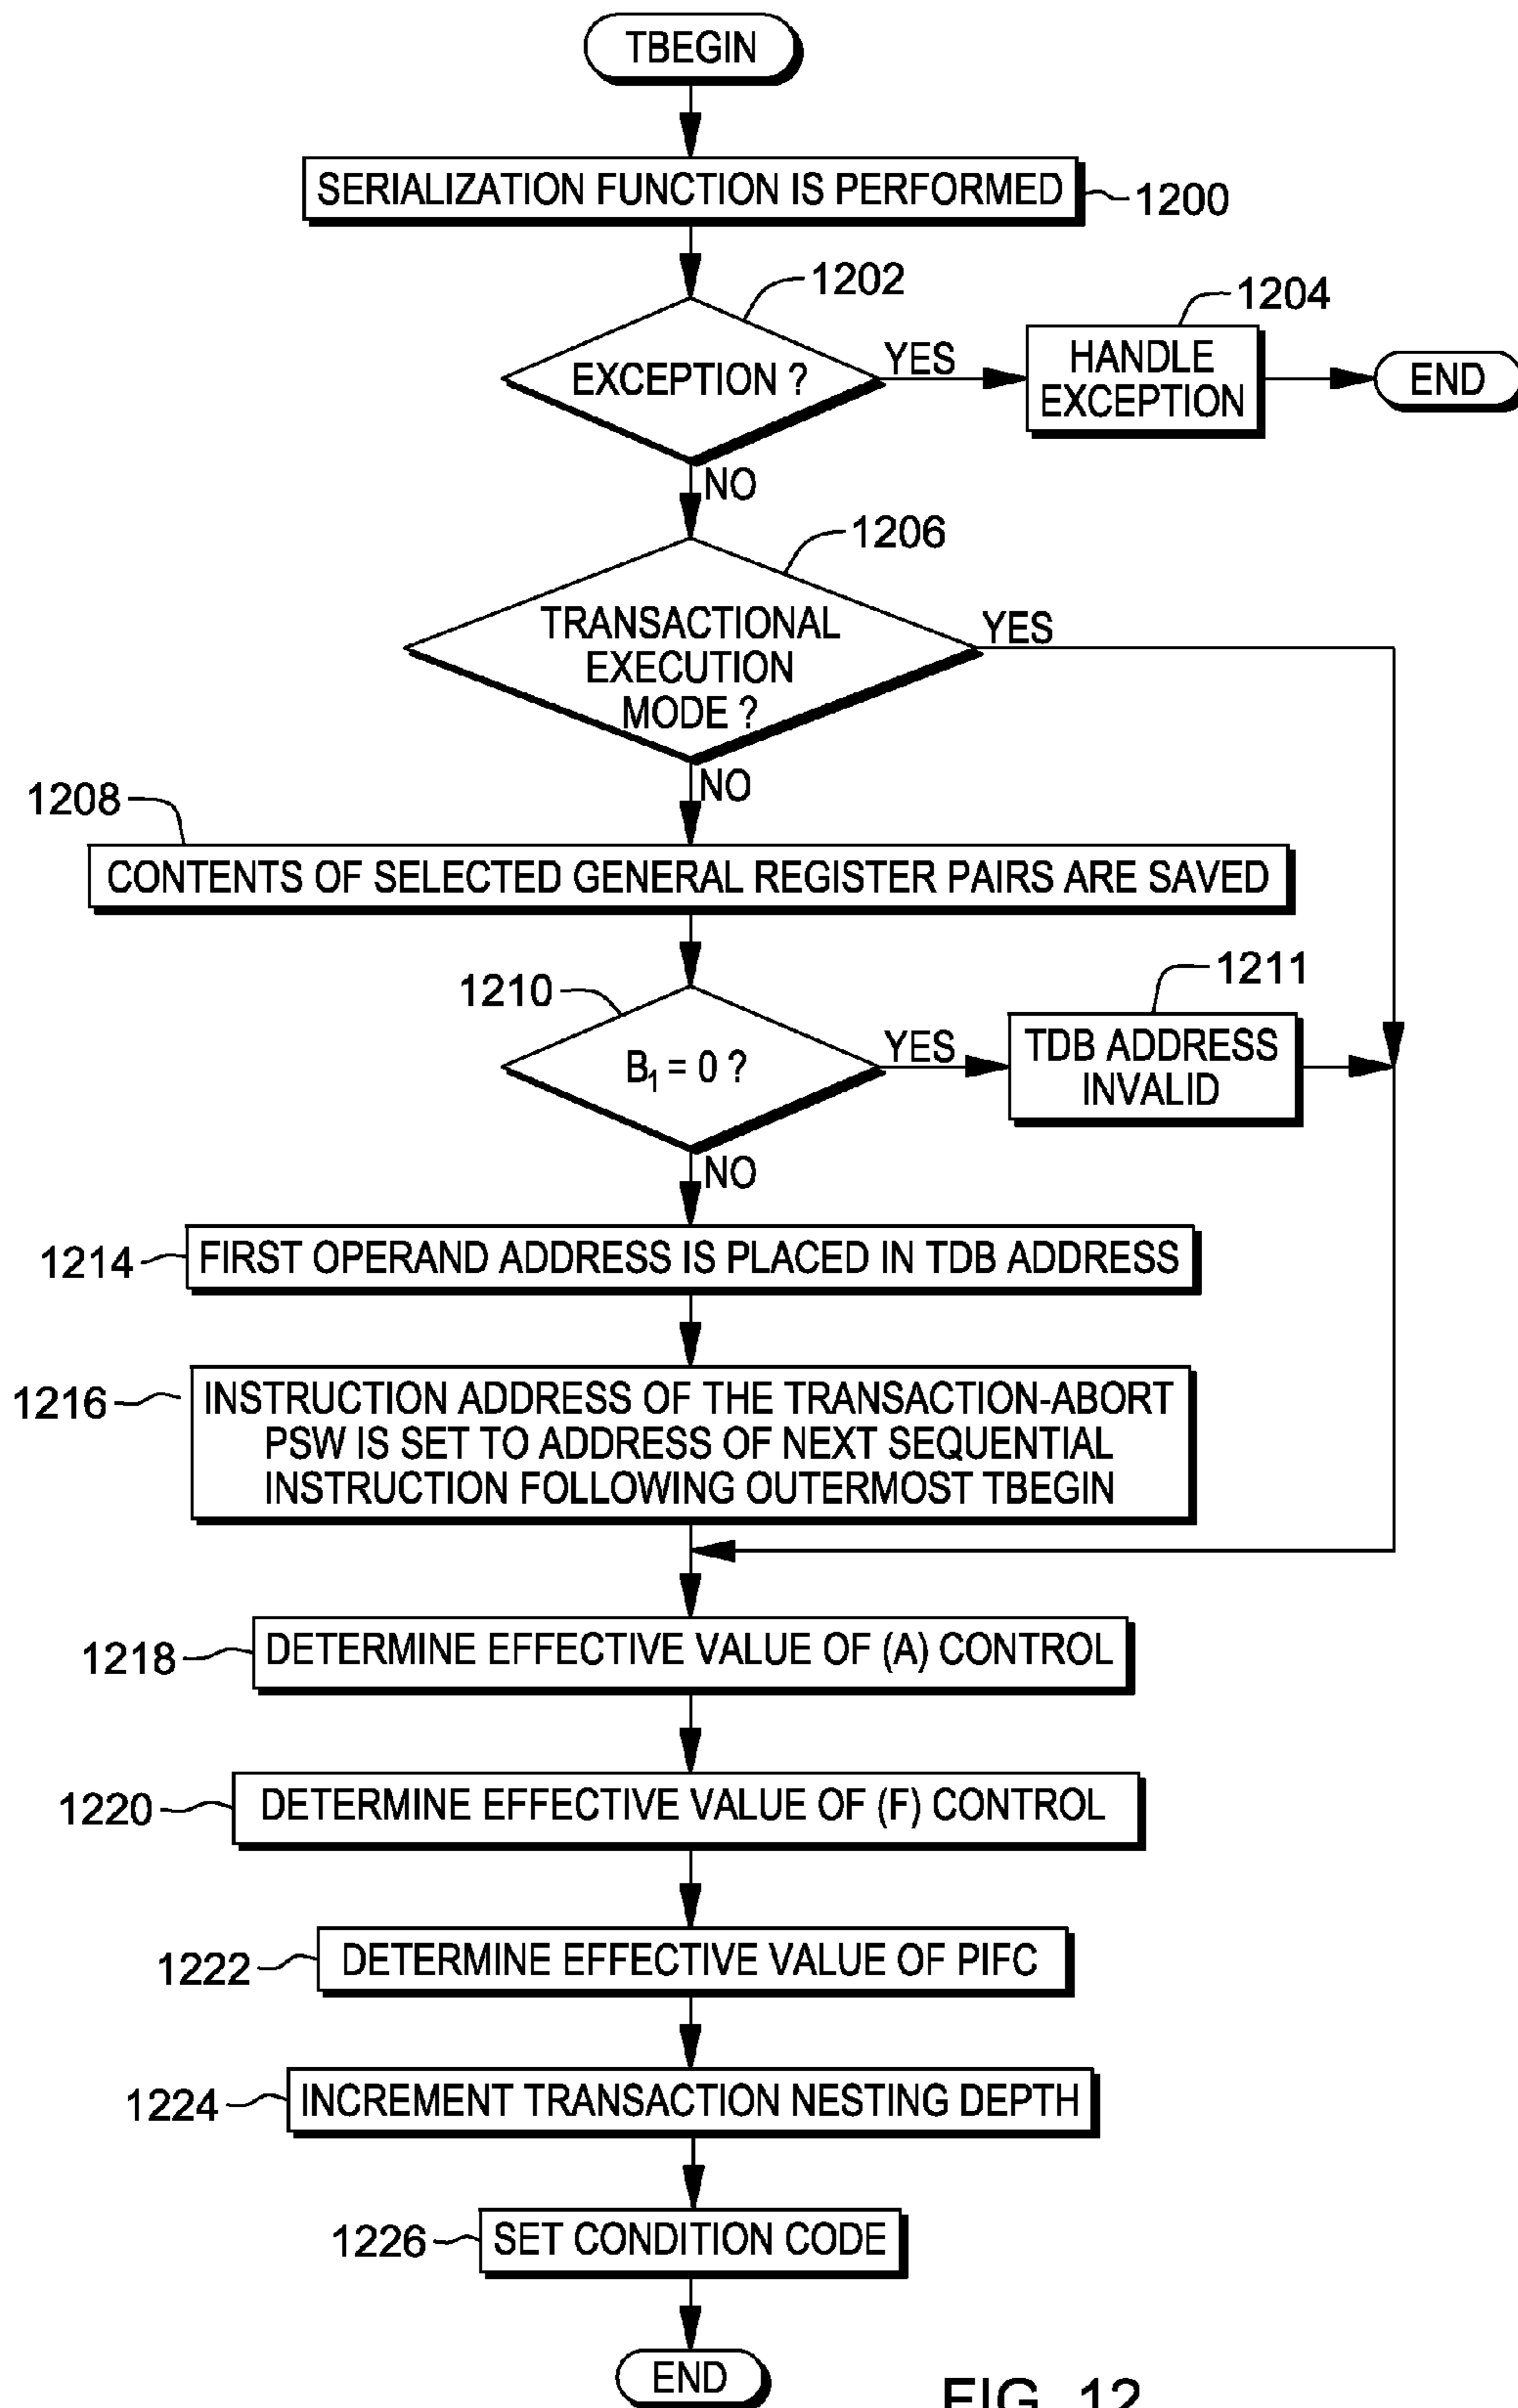 TBEGIN
SERIALIZATION FUNCTION IS PERFORMED
1200
1202
1204
EXCEPTION ?
YES
HANDLE
EXCEPTION
END
NO
1206
TRANSACTIONAL
EXECUTION
MODE ?
YES
NO
1208
CONTENTS OF SELECTED GENERAL REGISTER PAIRS ARE SAVED
1210
1211
B1 = 0 ?
YES
TDB ADDRESS
INVALID
NO
1214
FIRST OPERAND ADDRESS IS PLACED IN TDB ADDRESS
1216
INSTRUCTION ADDRESS OF THE TRANSACTION-ABORT
PSW IS SET TO ADDRESS OF NEXT SEQUENTIAL
INSTRUCTION FOLLOWING OUTERMOST TBEGIN
1218
DETERMINE EFFECTIVE VALUE OF (A) CONTROL
1220
DETERMINE EFFECTIVE VALUE OF (F) CONTROL
1222
DETERMINE EFFECTIVE VALUE OF PIFC
1224
INCREMENT TRANSACTION NESTING DEPTH
1226
SET CONDITION CODE
END
FIG. 12